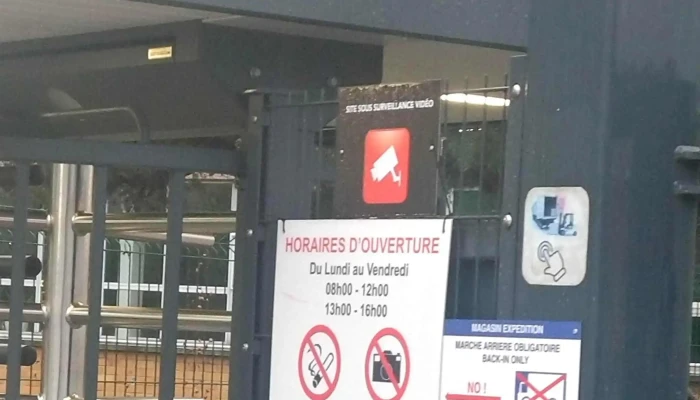 SITE SOUS SURVEILLANCE VIDÉO
HORAIRES D'OUVERTURE
Du Lundi au Vendredi
08h00 - 12h00
13h00 - 16h00
MAGASIN EXPEDITION
MARCHE ARRIERE OBLIGATOIRE
BACK-IN ONLY
NO !